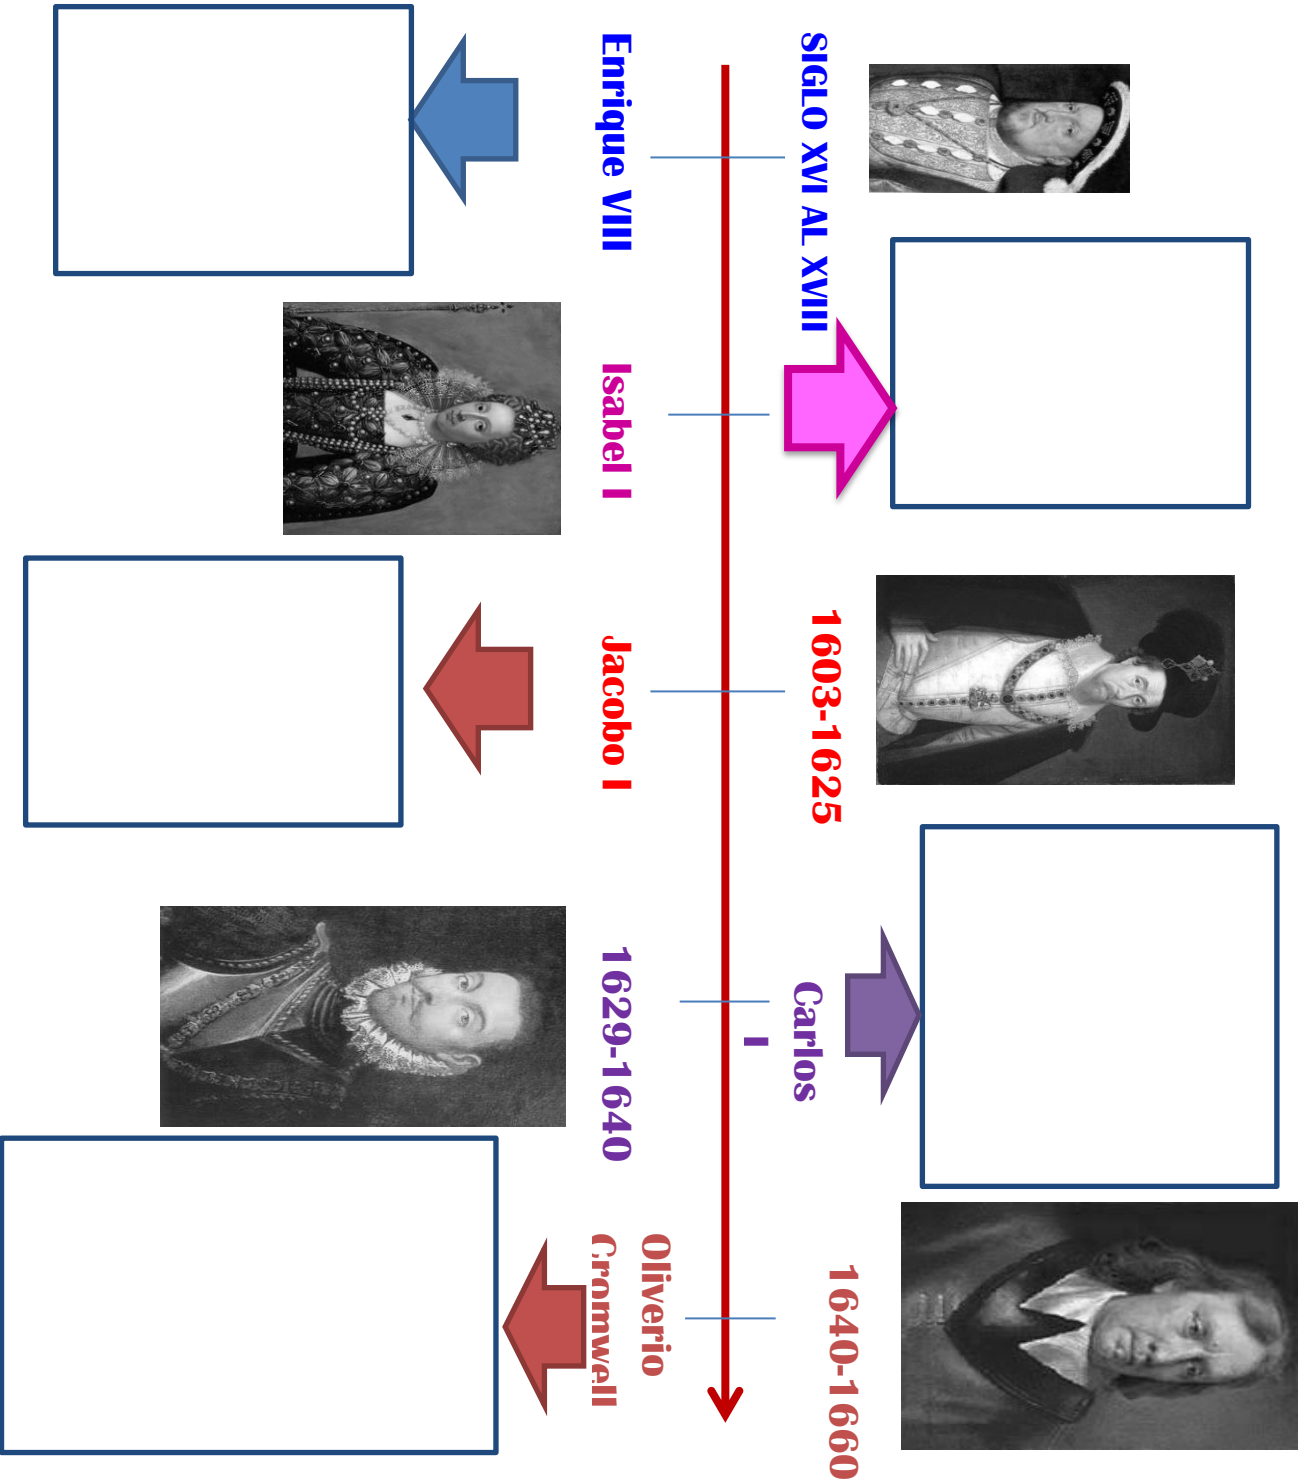 SIGLO XVI AL XVIII
Enrique VIII
Isabel I
1603-1625
Jacobo I
Carlos
I
1629-1640
1640-1660
Oliverio
Cromwell